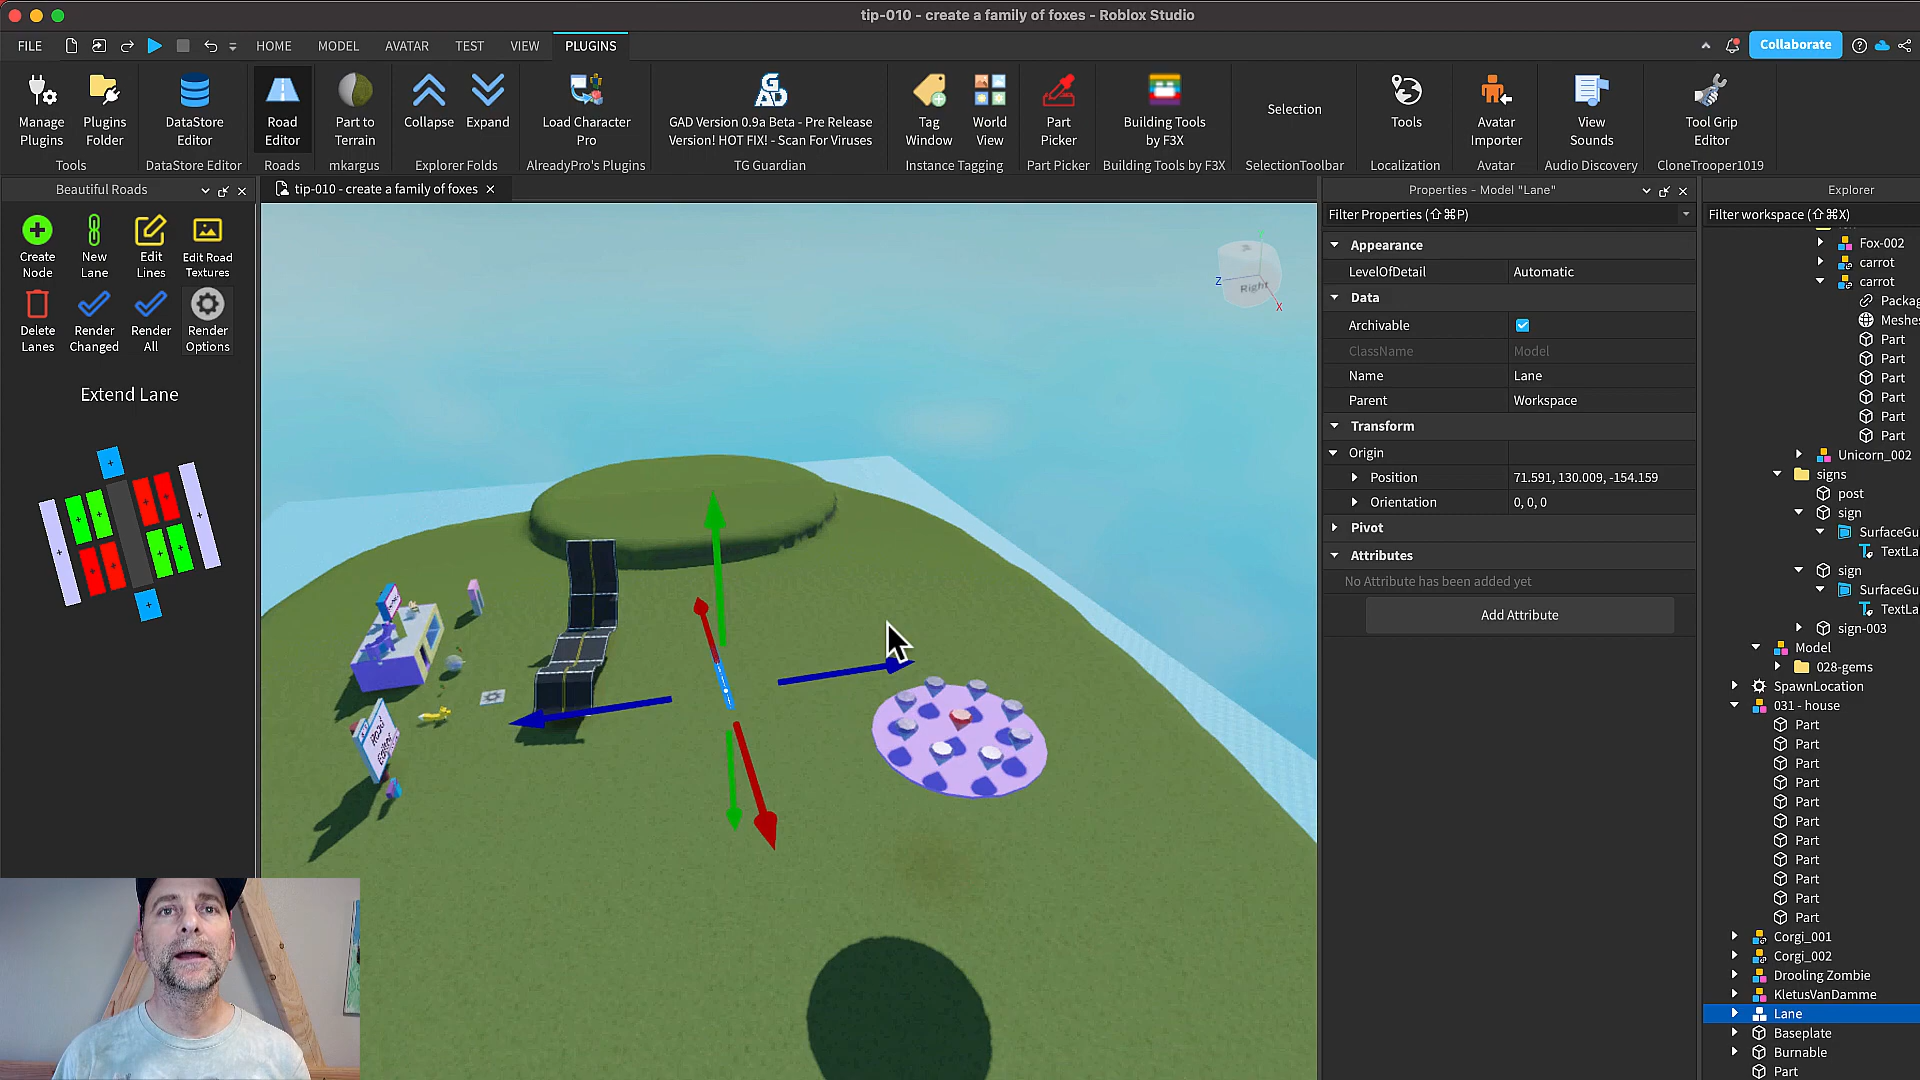 tip-010 - create a family of foxes - Roblox Studio
FILE HOME MODEL AVATAR TEST VIEW PLUGINS Collaborate
Manage Plugins
Plugins Folder
Tools
DataStore Editor
DataStore Editor
Road Editor
Roads
Part to Terrain
mkargus
Collapse
Expand
Explorer Folds
Load Character Pro
AlreadyPro's Plugins
GAD Version 0.9a Beta - Pre Release
Version! HOT FIX! - Scan For Viruses
TG Guardian
Tag Window
World View
Instance Tagging
Part Picker
Part Picker
Building Tools by F3X
Building Tools by F3X
Selection
SelectionToolbar
Tools
Localization
Avatar Importer
Avatar
View Sounds
Audio Discovery
Tool Grip Editor
CloneTrooper1019
Beautiful Roads
Create Node
New Lane
Edit Lines
Edit Road Textures
Delete Lanes
Render Changed
Render All
Render Options
Extend Lane
tip-010 - create a family of foxes
Right
Z
X
Road
Properties - Model "Lane"
Filter Properties (⇧⌘P)
Appearance
LevelOfDetail Automatic
Data
Archivable
ClassName Model
Name Lane
Parent Workspace
Transform
Origin
Position 71.591, 130.009, -154.159
Orientation 0, 0, 0
Pivot
Attributes
No Attribute has been added yet
Add Attribute
Explorer
Filter workspace (⇧⌘X)
Fox-002
carrot
carrot
Packag
Meshes
Part
Part
Part
Part
Part
Part
Unicorn_002
signs
post
sign
SurfaceGu
TextLa
sign
SurfaceGu
TextLa
sign-003
Model
028-gems
SpawnLocation
031 - house
Part
Part
Part
Part
Part
Part
Part
Part
Part
Part
Part
Corgi_001
Corgi_002
Drooling Zombie
KletusVanDamme
Lane
Baseplate
Burnable
Part